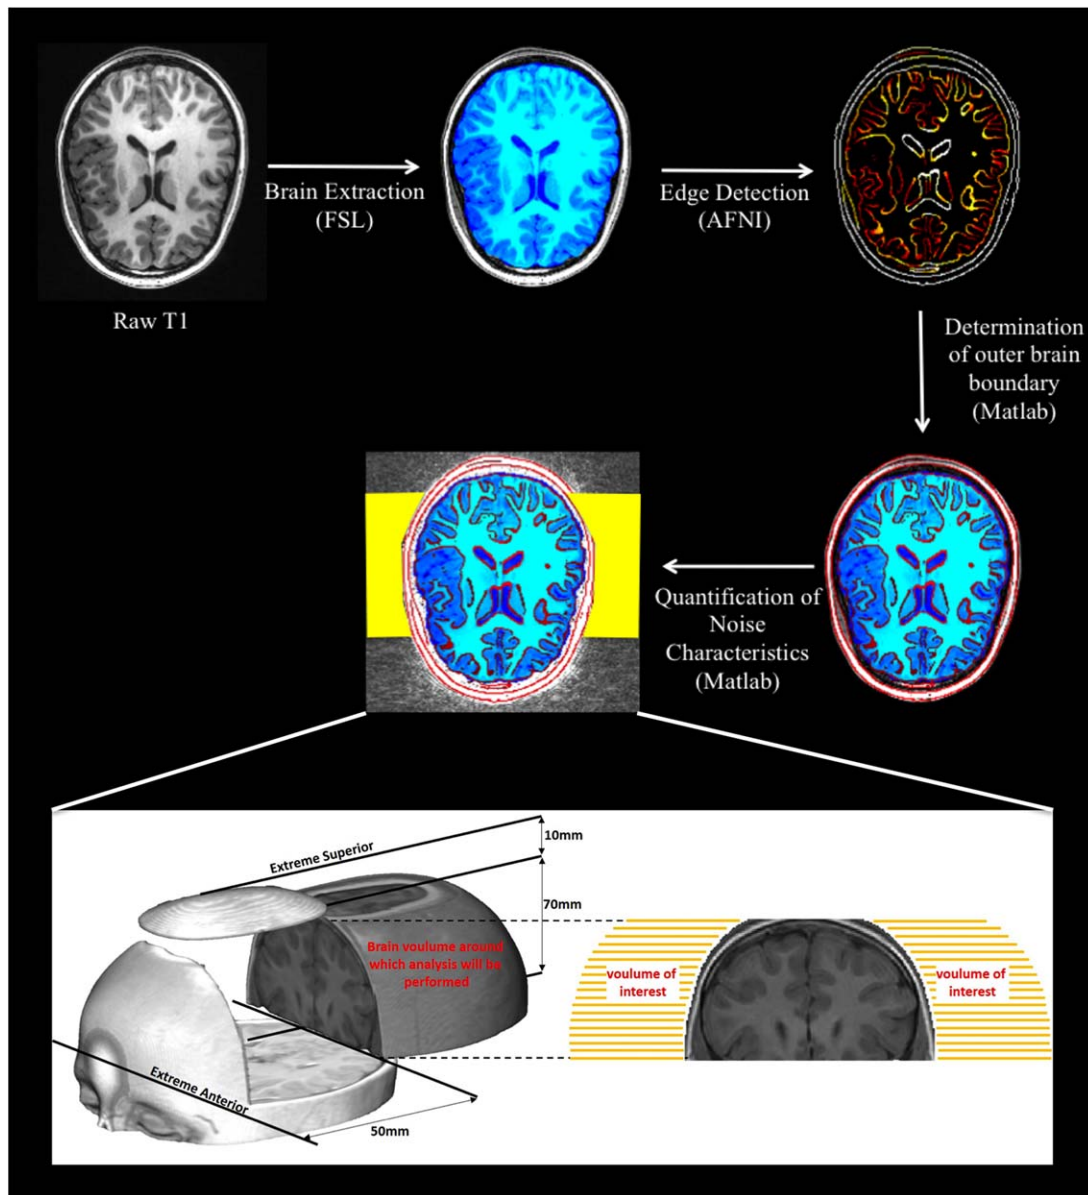 Brain Extraction
(FSL)
Edge Detection
(AFNI)
Raw T1
Determination
of outer brain
boundary
(Matlab)
Quantification of
Noise
Characteristics
(Matlab)
Extreme Superior
10mm
70mm
Brain voulume around
which analysis will be
performed
voulume of
interest
voulume of
interest
Extreme Anterior
50mm